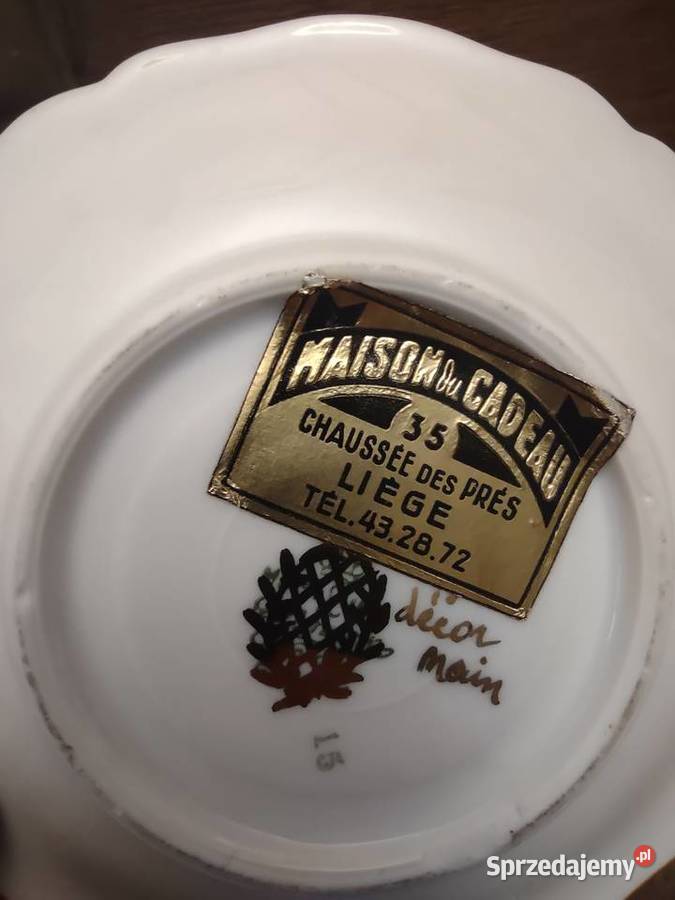 MAISON du CADEAU
35
CHAUSSÉE DES PRÉS
LIÈGE
TÉL. 43.28.72
décor
main
15
Sprzedajemy.pl